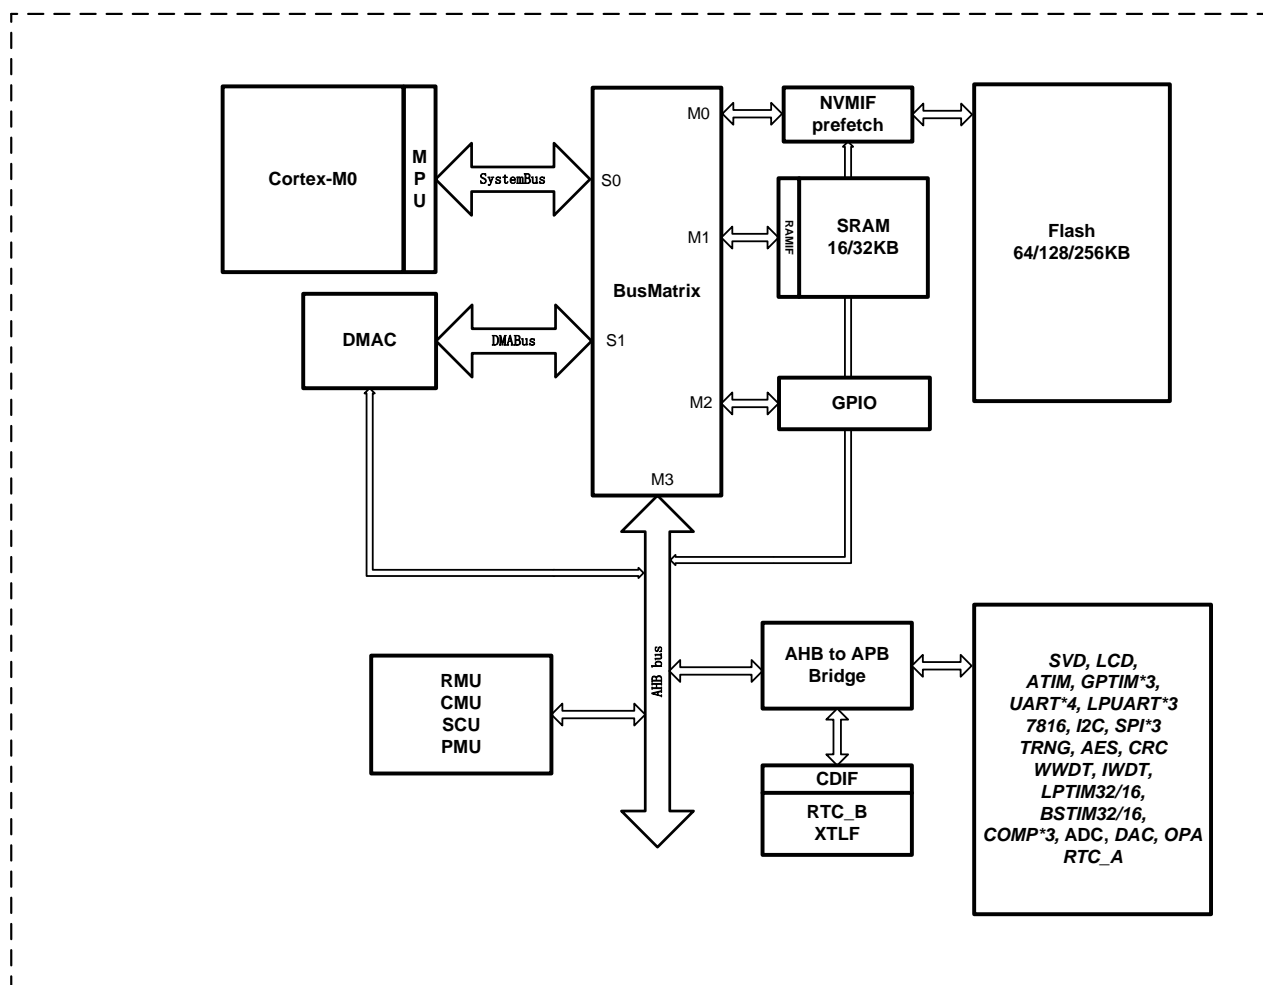 Cortex-M0
M
P
U
SystemBus
S0
BusMatrix
M0
NVMIF
prefetch
RAMIF
SRAM
16/32KB
M1
Flash
64/128/256KB
DMAC
DMABus
S1
M2
GPIO
M3
AHB bus
RMU
CMU
SCU
PMU
AHB to APB
Bridge
CDIF
RTC_B
XTLF
SVD, LCD,
ATIM, GPTIM*3,
UART*4, LPUART*3
7816, I2C, SPI*3
TRNG, AES, CRC
WWDT, IWDT,
LPTIM32/16,
BSTIM32/16,
COMP*3, ADC, DAC, OPA
RTC_A